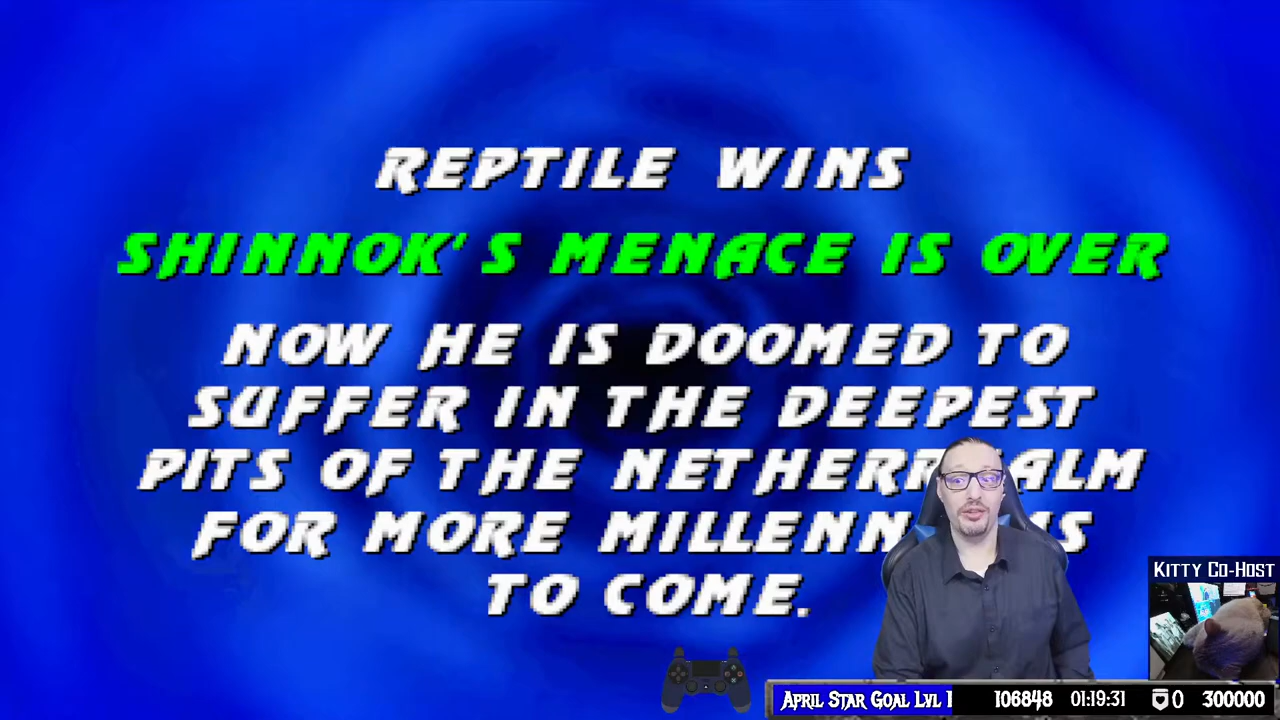 REPTILE WINS
SHINNOK'S MENACE IS OVER
NOW HE IS DOOMED TO
SUFFER IN THE DEEPEST
PITS OF THE
FOR MORE
TO COME.
KITTY CO-HOST
APRIL STAR GOAL LVL 106848 01:19:31 0 300000